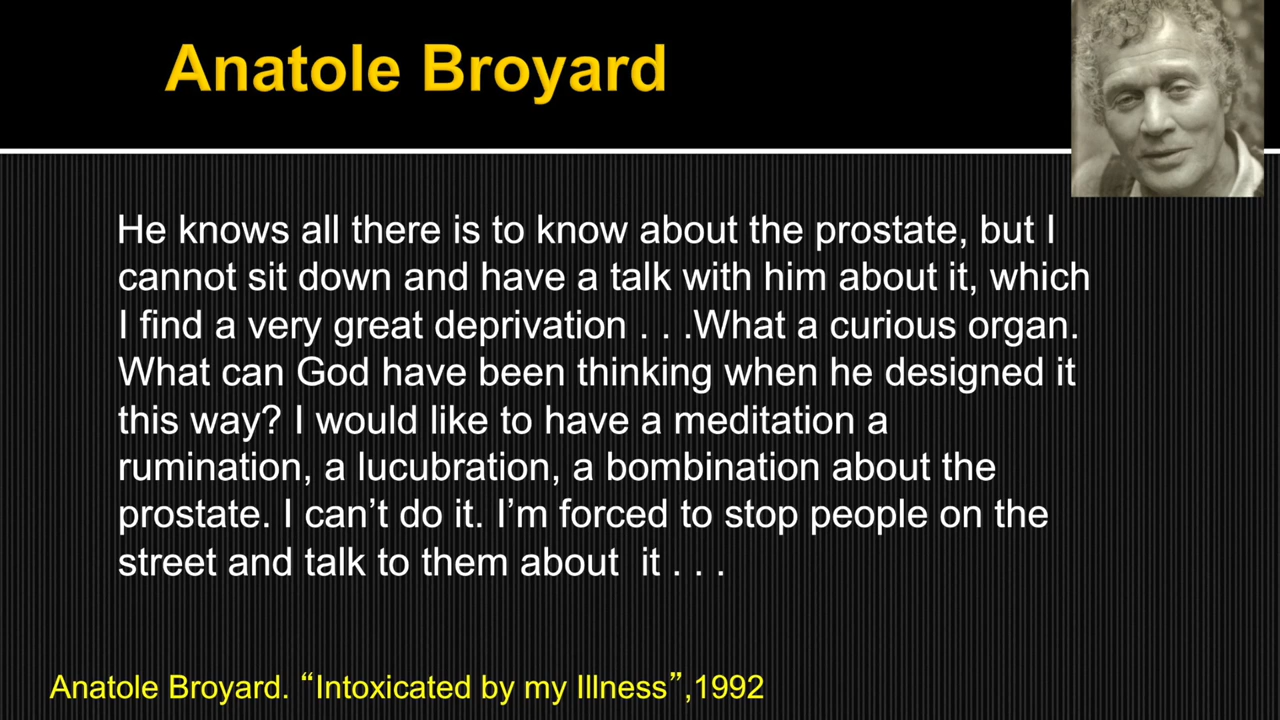 Anatole Broyard
He knows all there is to know about the prostate, but I
cannot sit down and have a talk with him about it, which
I find a very great deprivation . . .What a curious organ.
What can God have been thinking when he designed it
this way? I would like to have a meditation a
rumination, a lucubration, a bombination about the
prostate. I can’t do it. I’m forced to stop people on the
street and talk to them about  it . . .
Anatole Broyard. “Intoxicated by my Illness”,1992